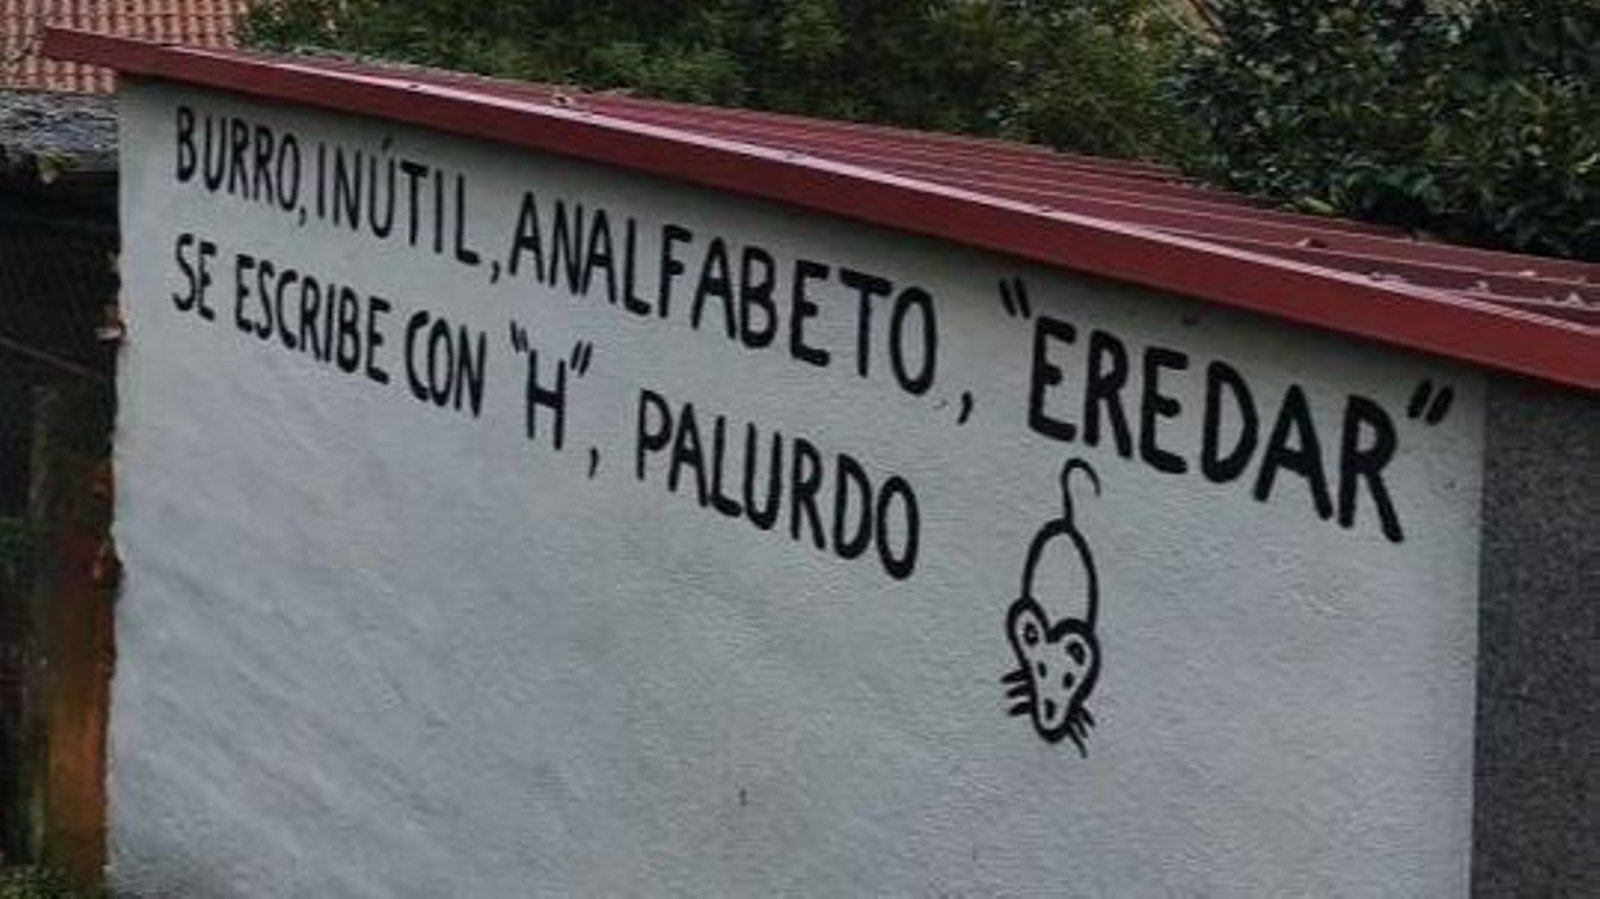 BURRO, INÚTIL, ANALFABETO, "EREDAR"
SE ESCRIBE CON "H", PALURDO